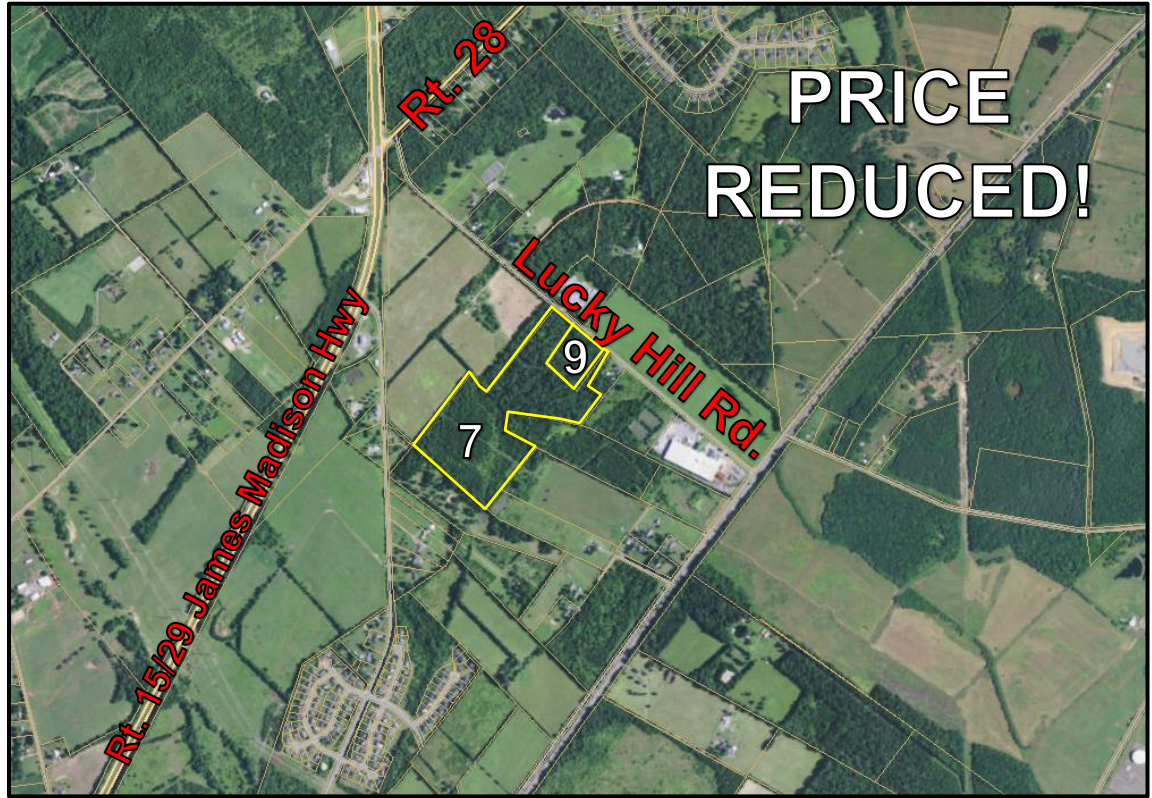 Rt. 28
PRICE
REDUCED!
Lucky Hill Rd.
9
7
Rt. 15/29 James Madison Hwy